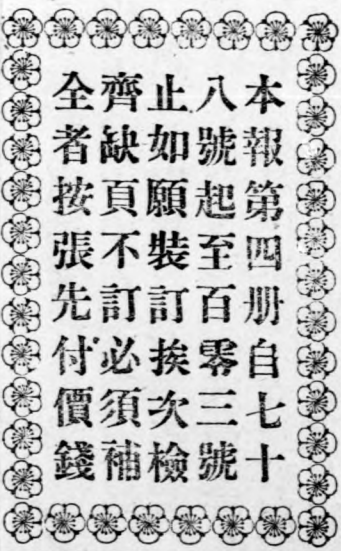 本報第四册自七十
八號起至百零三號
止如願裝訂挨次檢
齊缺頁不訂必須補
全者按張先付價錢